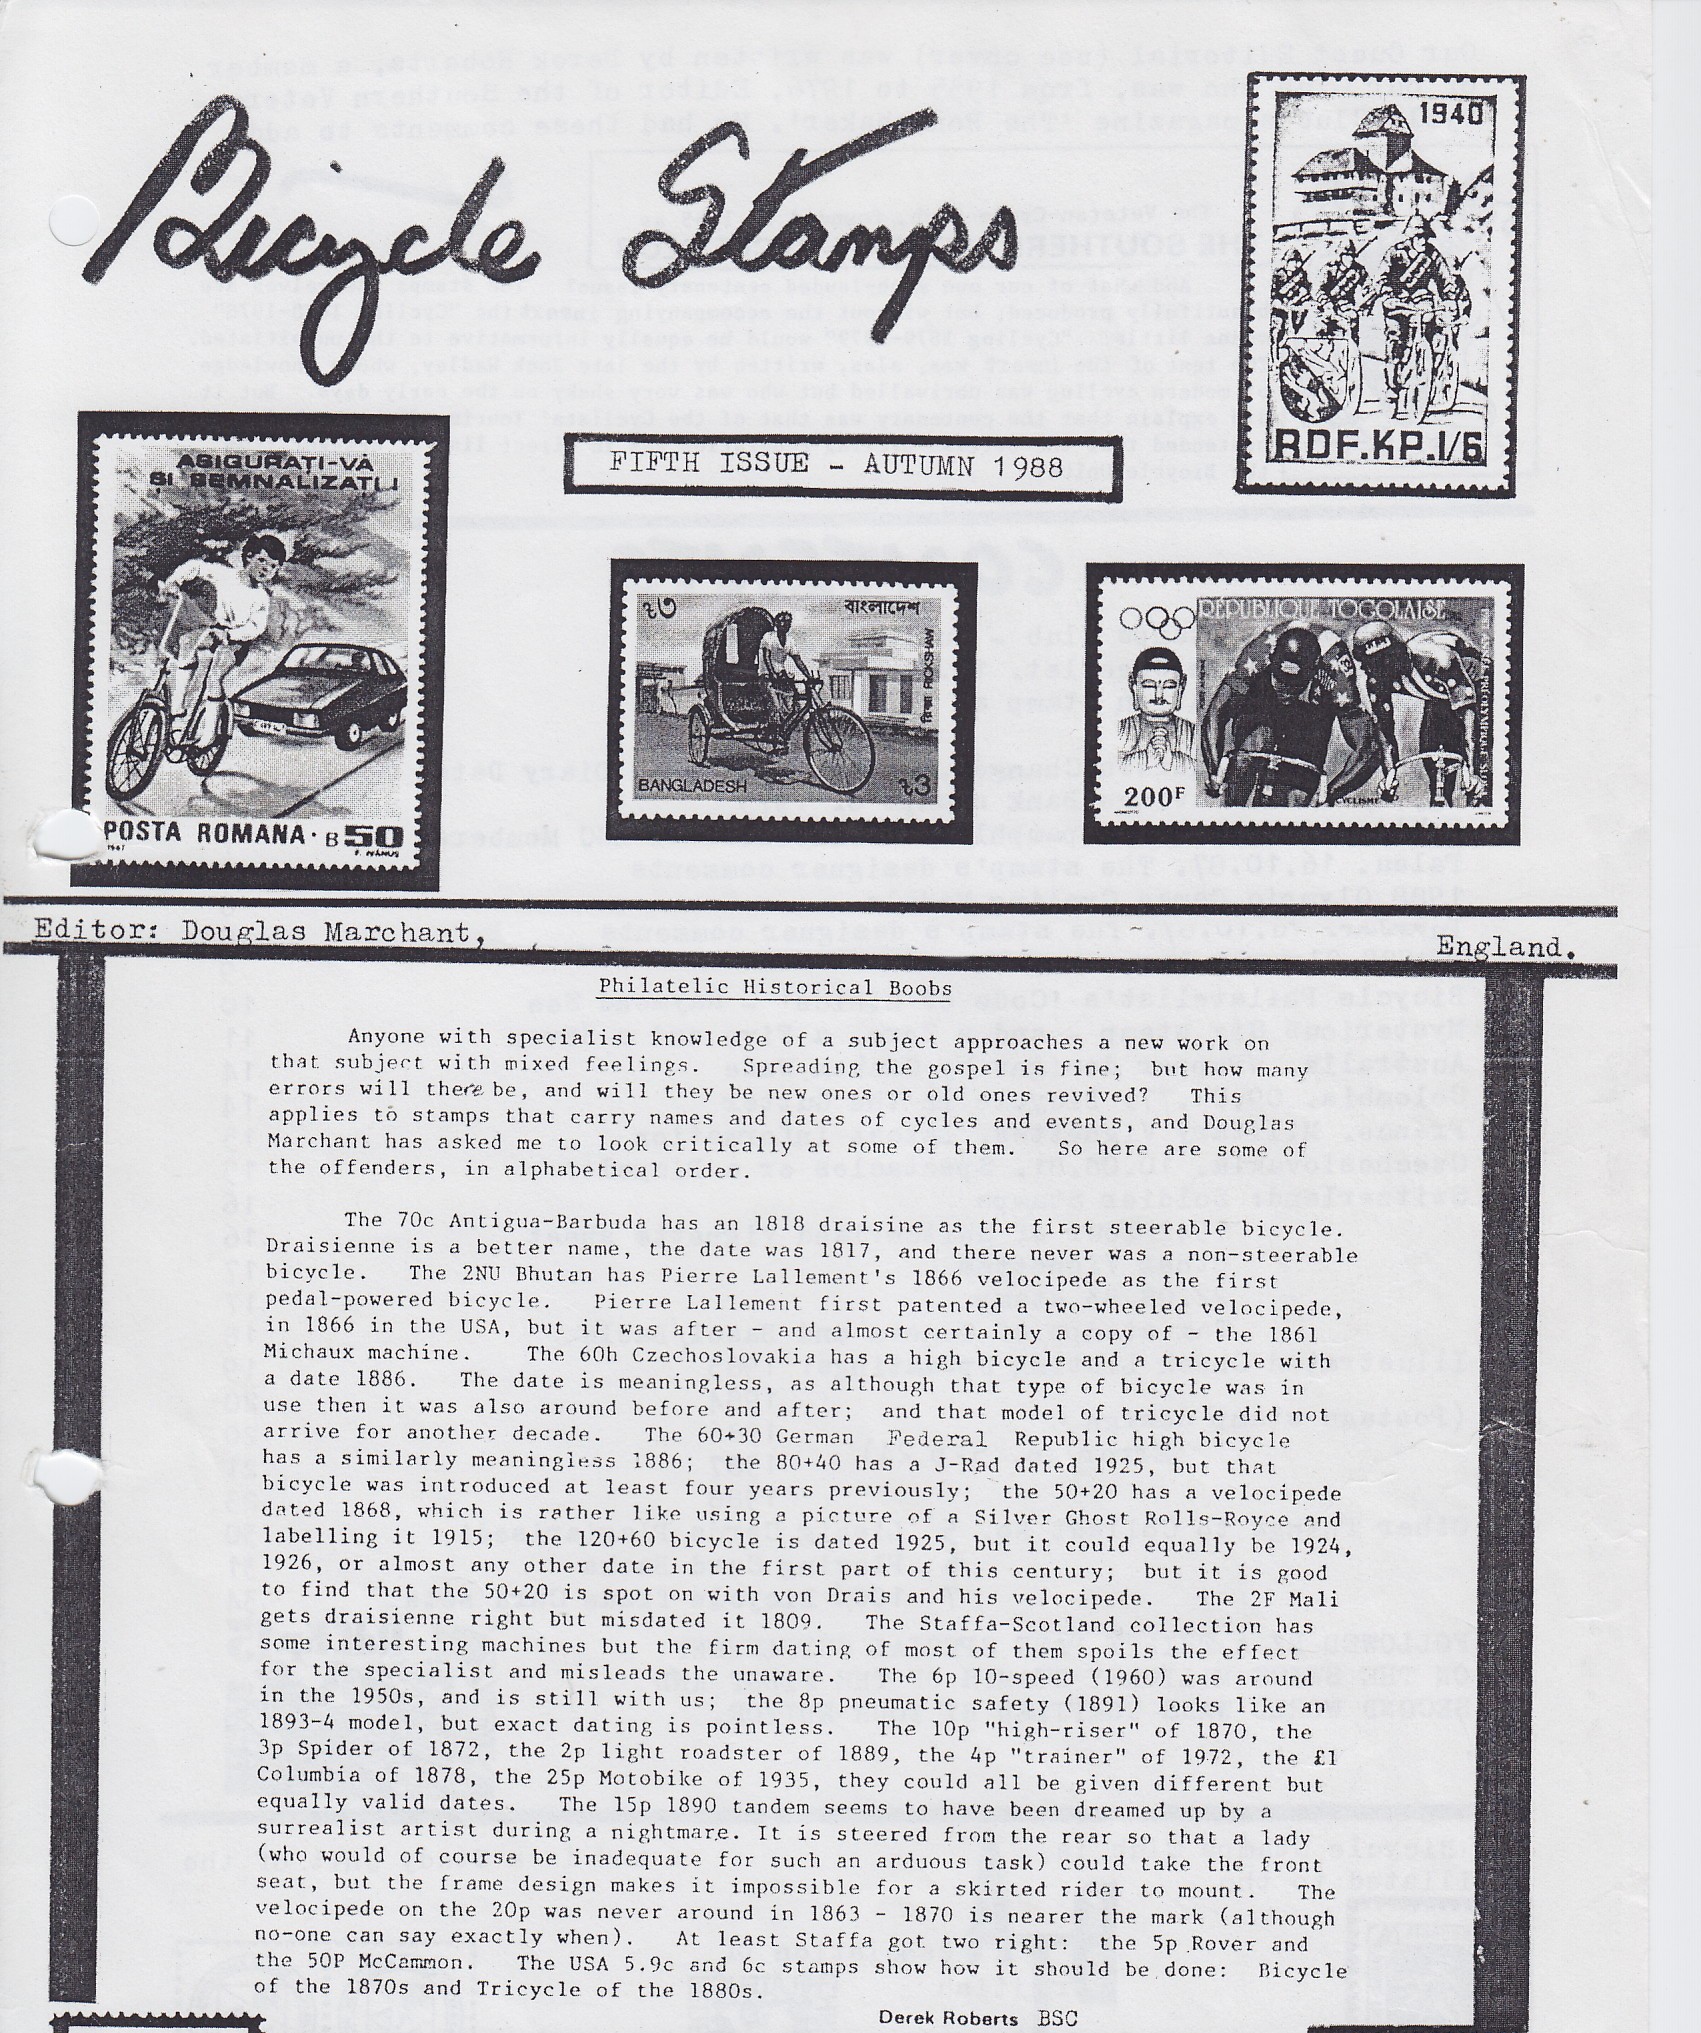 Bicycle Stamps
1940
RDF.KP.1/6
FIFTH ISSUE - AUTUMN 1988
ASIGURAŢI-VĂ
SI SEMNALIZAŢI!
POSTA ROMANA · B 50
৳৩
বাংলাদেশ
রিক্সা RICKSHAW
BANGLADESH
৳3
RÉPUBLIQUE TOGOLAISE
200F
CYCLISME
Editor: Douglas Marchant,
England.
Philatelic Historical Boobs
Anyone with specialist knowledge of a subject approaches a new work on
that subject with mixed feelings. Spreading the gospel is fine; but how many
errors will there be, and will they be new ones or old ones revived? This
applies to stamps that carry names and dates of cycles and events, and Douglas
Marchant has asked me to look critically at some of them. So here are some of
the offenders, in alphabetical order.
The 70c Antigua-Barbuda has an 1818 draisine as the first steerable bicycle.
Draisienne is a better name, the date was 1817, and there never was a non-steerable
bicycle. The 2NU Bhutan has Pierre Lallement's 1866 velocipede as the first
pedal-powered bicycle. Pierre Lallement first patented a two-wheeled velocipede,
in 1866 in the USA, but it was after - and almost certainly a copy of - the 1861
Michaux machine. The 60h Czechoslovakia has a high bicycle and a tricycle with
a date 1886. The date is meaningless, as although that type of bicycle was in
use then it was also around before and after; and that model of tricycle did not
arrive for another decade. The 60+30 German Federal Republic high bicycle
has a similarly meaningless 1886; the 80+40 has a J-Rad dated 1925, but that
bicycle was introduced at least four years previously; the 50+20 has a velocipede
dated 1868, which is rather like using a picture of a Silver Ghost Rolls-Royce and
labelling it 1915; the 120+60 bicycle is dated 1925, but it could equally be 1924,
1926, or almost any other date in the first part of this century; but it is good
to find that the 50+20 is spot on with von Drais and his velocipede. The 2F Mali
gets draisienne right but misdated it 1809. The Staffa-Scotland collection has
some interesting machines but the firm dating of most of them spoils the effect
for the specialist and misleads the unaware. The 6p 10-speed (1960) was around
in the 1950s, and is still with us; the 8p pneumatic safety (1891) looks like an
1893-4 model, but exact dating is pointless. The 10p "high-riser" of 1870, the
3p Spider of 1872, the 2p light roadster of 1889, the 4p "trainer" of 1972, the £1
Columbia of 1878, the 25p Motobike of 1935, they could all be given different but
equally valid dates. The 15p 1890 tandem seems to have been dreamed up by a
surrealist artist during a nightmare. It is steered from the rear so that a lady
(who would of course be inadequate for such an arduous task) could take the front
seat, but the frame design makes it impossible for a skirted rider to mount. The
velocipede on the 20p was never around in 1863 - 1870 is nearer the mark (although
no-one can say exactly when). At least Staffa got two right: the 5p Rover and
the 50P McCammon. The USA 5.9c and 6c stamps show how it should be done: Bicycle
of the 1870s and Tricycle of the 1880s.
Derek Roberts BSC